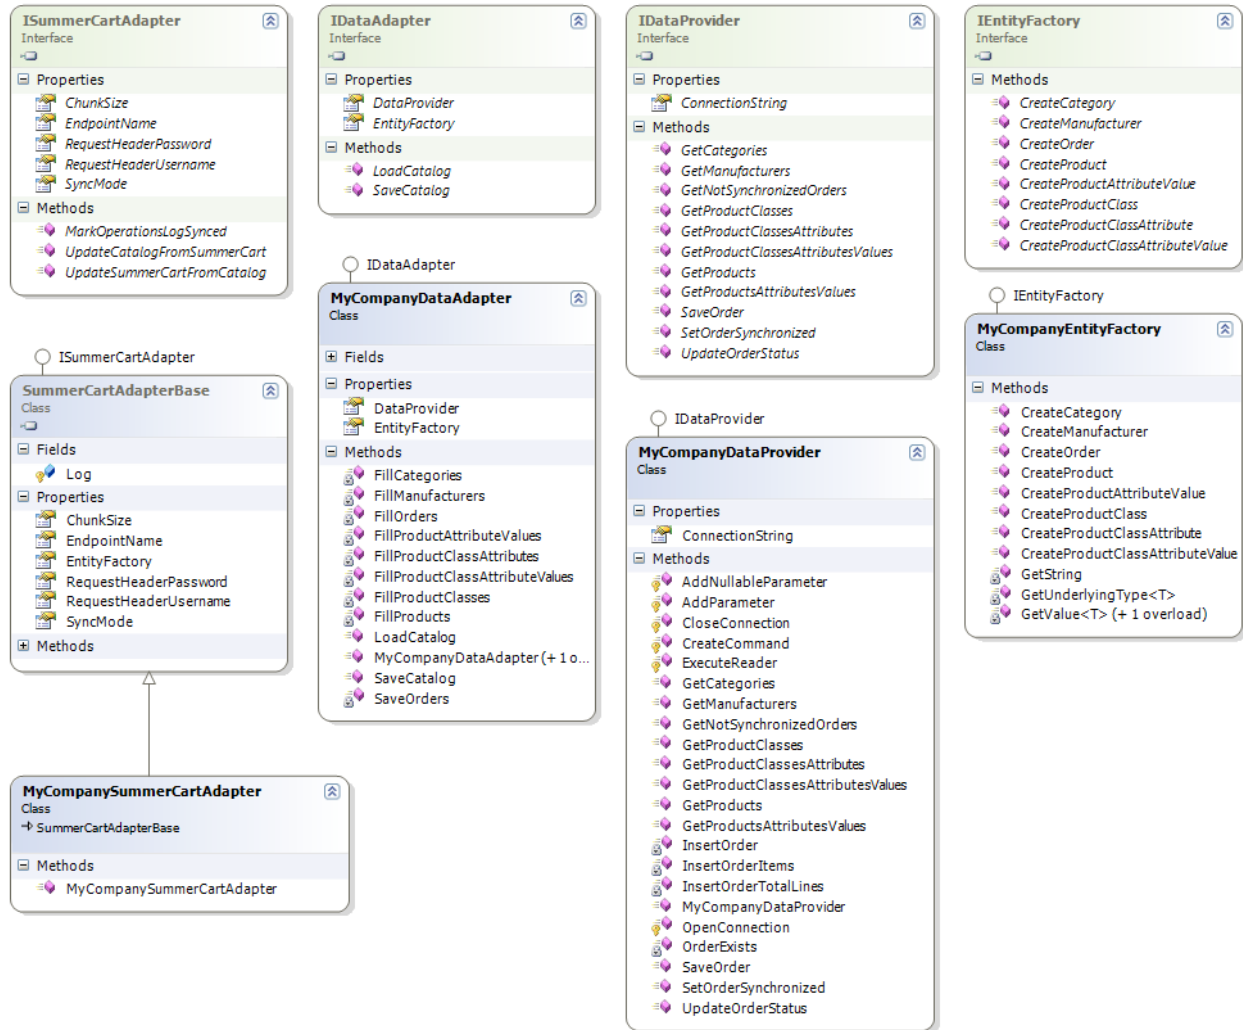 ISummerCartAdapter
Interface
Properties
ChunkSize
EndpointName
RequestHeaderPassword
RequestHeaderUsername
SyncMode
Methods
MarkOperationsLogSynced
UpdateCatalogFromSummerCart
UpdateSummerCartFromCatalog
ISummerCartAdapter
SummerCartAdapterBase
Class
Fields
Log
Properties
ChunkSize
EndpointName
EntityFactory
RequestHeaderPassword
RequestHeaderUsername
SyncMode
Methods
MyCompanySummerCartAdapter
Class
SummerCartAdapterBase
Methods
MyCompanySummerCartAdapter
IDataAdapter
Interface
Properties
DataProvider
EntityFactory
Methods
LoadCatalog
SaveCatalog
IDataAdapter
MyCompanyDataAdapter
Class
Fields
Properties
DataProvider
EntityFactory
Methods
FillCategories
FillManufacturers
FillOrders
FillProductAttributeValues
FillProductClassAttributes
FillProductClassAttributeValues
FillProductClasses
FillProducts
LoadCatalog
MyCompanyDataAdapter (+ 1 o...
SaveCatalog
SaveOrders
IDataProvider
Interface
Properties
ConnectionString
Methods
GetCategories
GetManufacturers
GetNotSynchronizedOrders
GetProductClasses
GetProductClassesAttributes
GetProductClassesAttributesValues
GetProducts
GetProductsAttributesValues
SaveOrder
SetOrderSynchronized
UpdateOrderStatus
IDataProvider
MyCompanyDataProvider
Class
Properties
ConnectionString
Methods
AddNullableParameter
AddParameter
CloseConnection
CreateCommand
ExecuteReader
GetCategories
GetManufacturers
GetNotSynchronizedOrders
GetProductClasses
GetProductClassesAttributes
GetProductClassesAttributesValues
GetProducts
GetProductsAttributesValues
InsertOrder
InsertOrderItems
InsertOrderTotalLines
MyCompanyDataProvider
OpenConnection
OrderExists
SaveOrder
SetOrderSynchronized
UpdateOrderStatus
IEntityFactory
Interface
Methods
CreateCategory
CreateManufacturer
CreateOrder
CreateProduct
CreateProductAttributeValue
CreateProductClass
CreateProductClassAttribute
CreateProductClassAttributeValue
IEntityFactory
MyCompanyEntityFactory
Class
Methods
CreateCategory
CreateManufacturer
CreateOrder
CreateProduct
CreateProductAttributeValue
CreateProductClass
CreateProductClassAttribute
CreateProductClassAttributeValue
GetString
GetUnderlyingType<T>
GetValue<T> (+ 1 overload)